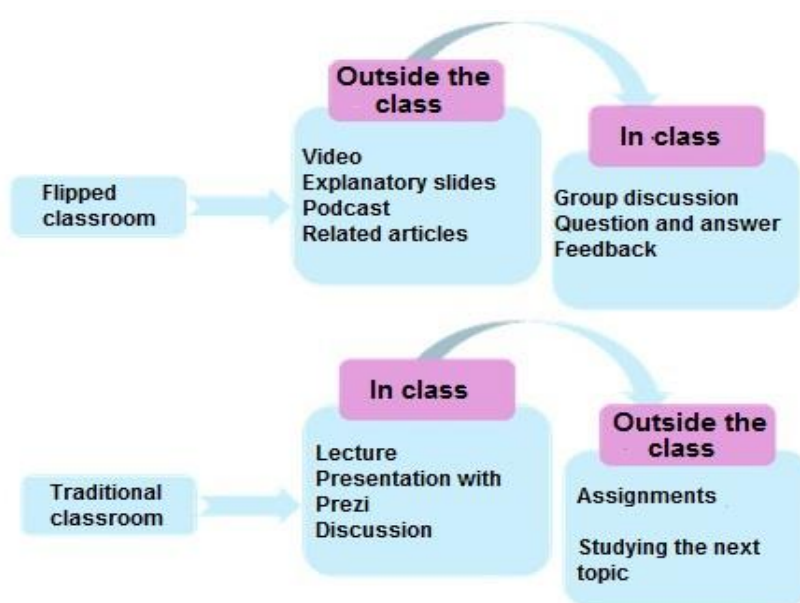 Outside the
class
Video
Explanatory slides
Podcast
Related articles
In class
Group discussion
Question and answer
Feedback
Flipped
classroom
In class
Lecture
Presentation with
Prezi
Discussion
Outside the
class
Assignments
Studying the next
topic
Traditional
classroom